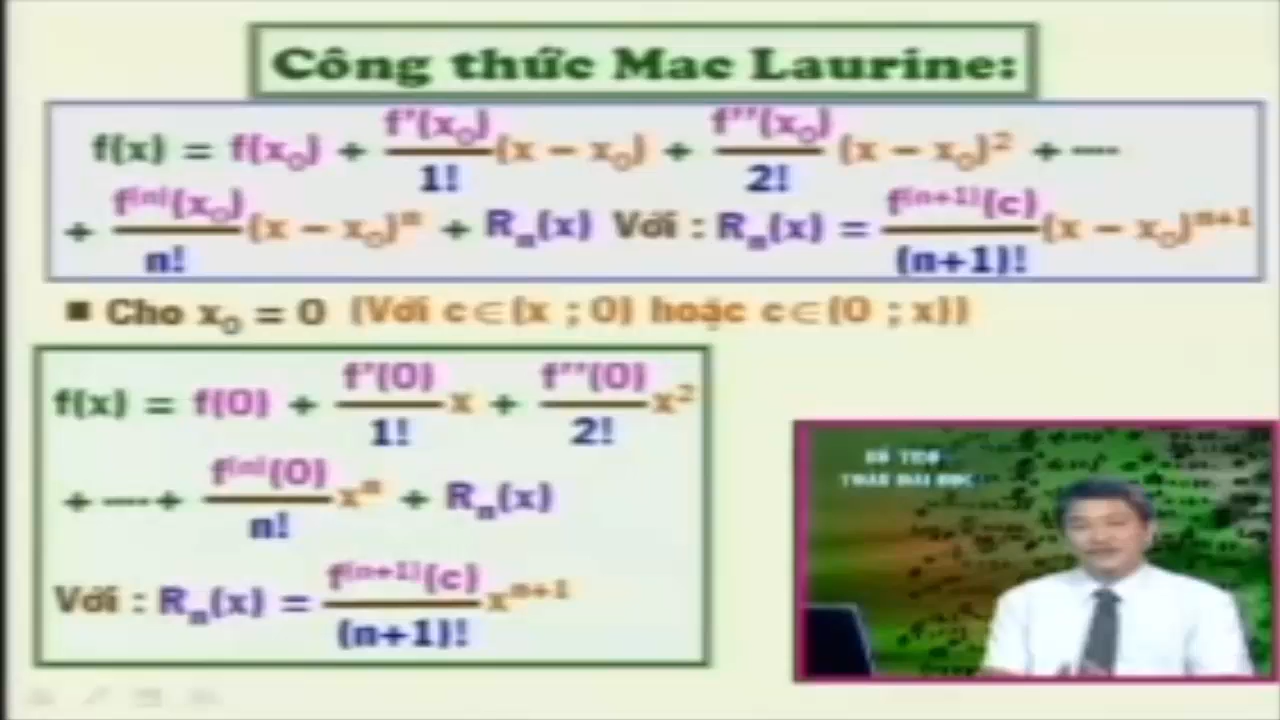 Công thức Mac Laurine:
f(x) = f(x₀) + f'(x₀)/1! (x − x₀) + f''(x₀)/2! (x − x₀)² + ----
+ f⁽ⁿ⁾(x₀)/n! (x − x₀)ⁿ + Rₙ(x) Với : Rₙ(x) = f⁽ⁿ⁺¹⁾(c)/(n+1)! (x − x₀)ⁿ⁺¹
■ Cho x₀ = 0 (Với c∈(x ; 0) hoặc c∈(0 ; x))
f(x) = f(0) + f'(0)/1! x + f''(0)/2! x²
+ ----+ f⁽ⁿ⁾(0)/n! xⁿ + Rₙ(x)
Với : Rₙ(x) = f⁽ⁿ⁺¹⁾(c)/(n+1)! xⁿ⁺¹